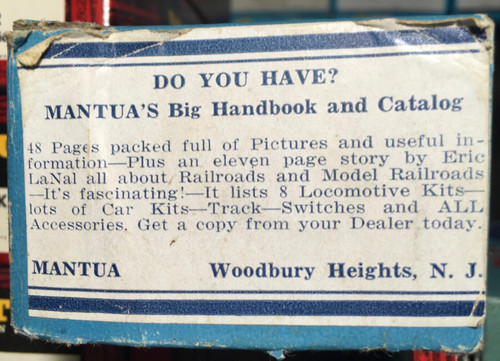 DO YOU HAVE?
MANTUA'S Big Handbook and Catalog
48 Pages packed full of Pictures and useful in-
formation—Plus an eleven page story by Eric
LaNal all about Railroads and Model Railroads
—It's fascinating!—It lists 8 Locomotive Kits—
lots of Car Kits—Track—Switches and ALL
Accessories. Get a copy from your Dealer today.
MANTUA Woodbury Heights, N. J.